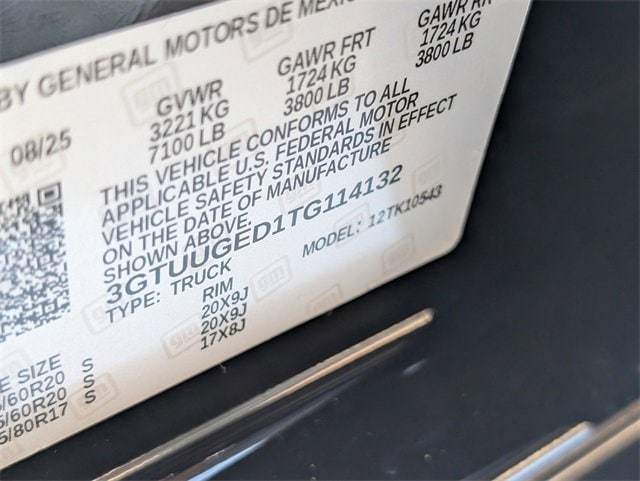 BY GENERAL MOTORS DE MEXICO
08/25
GVWR
3221 KG
7100 LB
GAWR FRT
1724 KG
3800 LB
GAWR RR
1724 KG
3800 LB
THIS VEHICLE CONFORMS TO ALL
APPLICABLE U.S. FEDERAL MOTOR
VEHICLE SAFETY STANDARDS IN EFFECT
ON THE DATE OF MANUFACTURE
SHOWN ABOVE.
3GTUUGED1TG114132
TYPE: TRUCK
MODEL: 12TK10543
RIM
20X9J
20X9J
17X8J
E SIZE
/60R20 S
/60R20 S
5/80R17 S